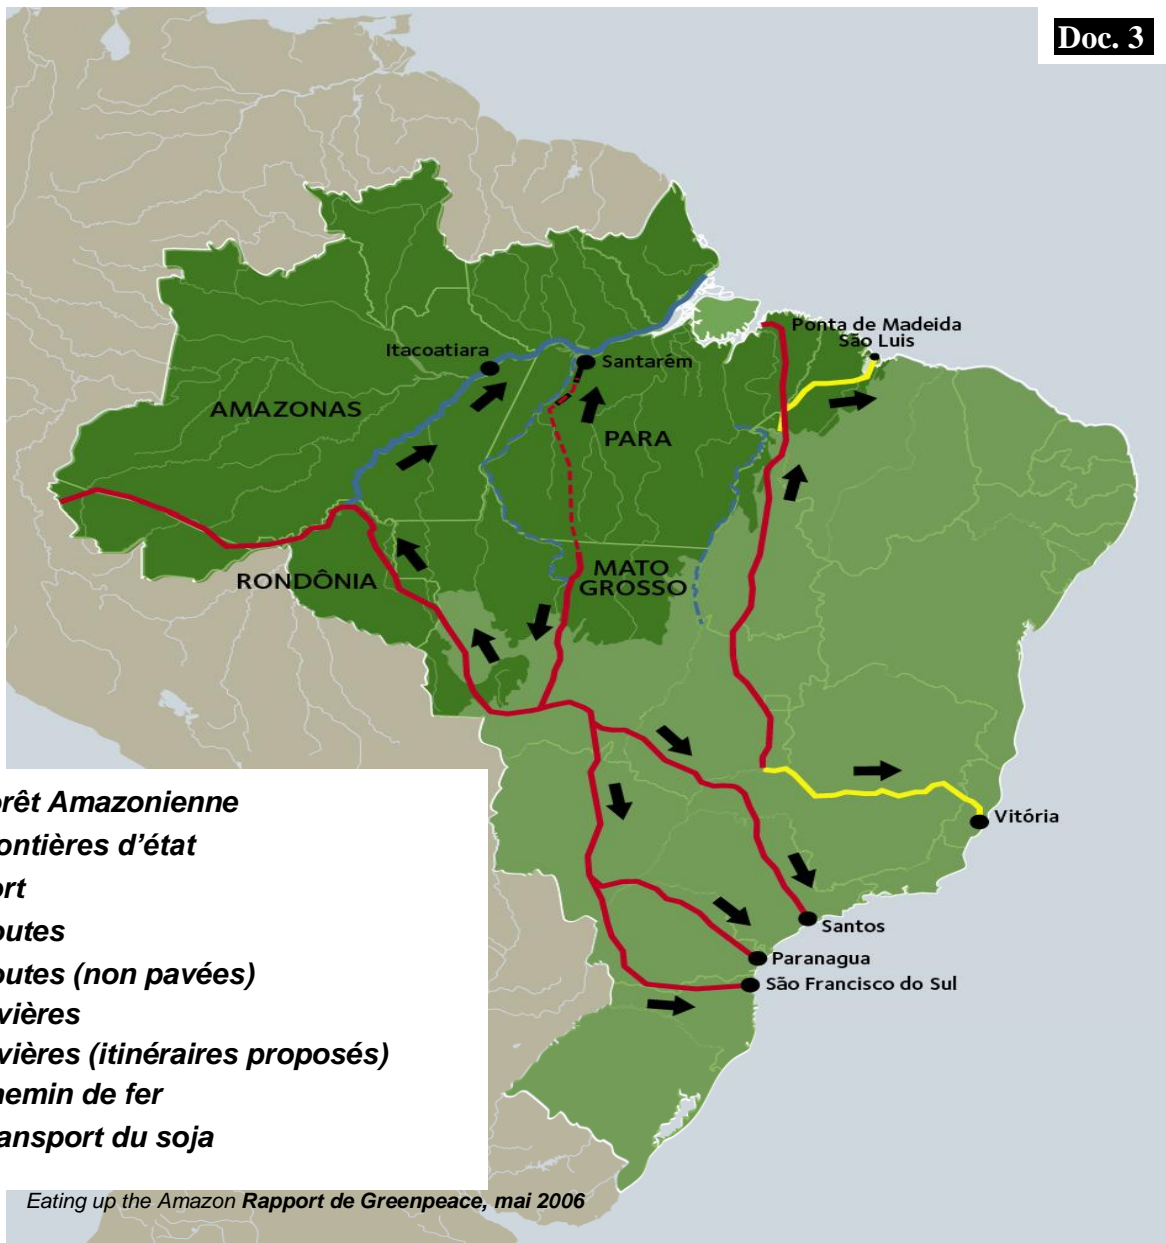 Doc. 3
Ponta de Madeida
São Luis
Itacoatiara
Santarém
AMAZONAS
PARA
MATO
GROSSO
RONDÔNIA
Vitória
Santos
Paranagua
São Francisco do Sul
orêt Amazonienne
ontières d'état
ort
outes
outes (non pavées)
vières
vières (itinéraires proposés)
hemin de fer
ansport du soja
Eating up the Amazon Rapport de Greenpeace, mai 2006